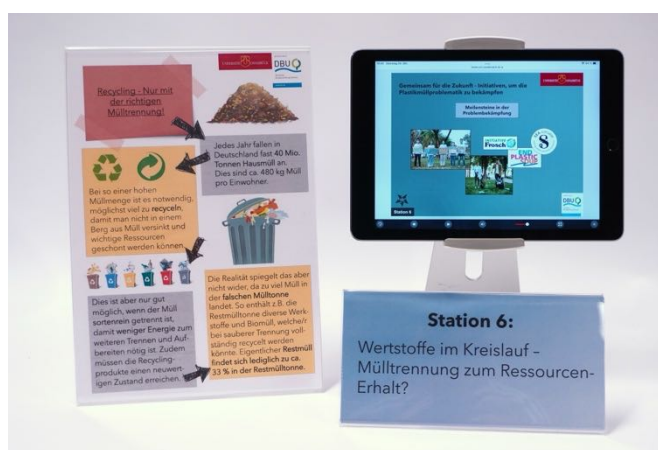 Recycling - Nur mit
der richtigen
Mülltrennung!
DBU
Jedes Jahr fallen in
Deutschland fast 40 Mio.
Tonnen Hausmüll an.
Dies sind ca. 480 kg Müll
pro Einwohner.
Bei so einer hohen
Müllmenge ist es notwendig,
möglichst viel zu recyceln,
damit man nicht in einem
Berg aus Müll versinkt und
wichtige Ressourcen
geschont werden können.
Dies ist aber nur gut
möglich, wenn der Müll
sortenrein getrennt ist,
damit weniger Energie zum
weiteren Trennen und Auf-
bereiten nötig ist. Zudem
müssen die Recycling-
produkte einen neuwer-
igen Zustand erreichen.
Die Realität spiegelt das aber
nicht wider, da zu viel Müll in
der falschen Mülltonne
landet. So enthält z.B. die
Restmülltonne diverse Werk-
stoffe und Biomüll, welche/r
bei sauberer Trennung voll-
ständig recycelt werden
könnte. Eigentlicher Restmüll
findet sich lediglich zu ca.
33 % in der Restmülltonne.
Gemeinsam für die Zukunft - Initiativen, um die
Plastikmüllproblematik zu bekämpfen
Meilensteine in der
Problembekämpfung
Frosch
END
PLASTIC
Station 6
DBU
Station 6:
Wertstoffe im Kreislauf –
Mülltrennung zum Ressourcen-
Erhalt?